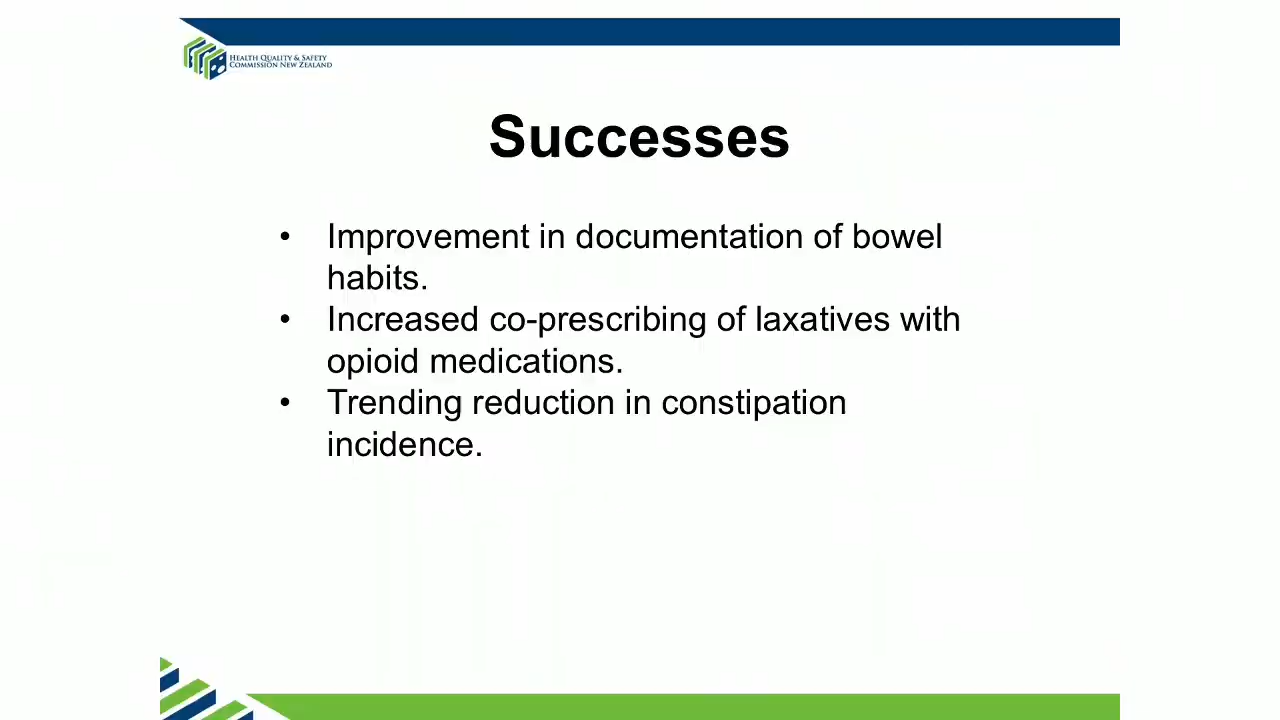 HEALTH QUALITY & SAFETY
COMMISSION NEW ZEALAND
Successes
• Improvement in documentation of bowel
habits.
• Increased co-prescribing of laxatives with
opioid medications.
• Trending reduction in constipation
incidence.